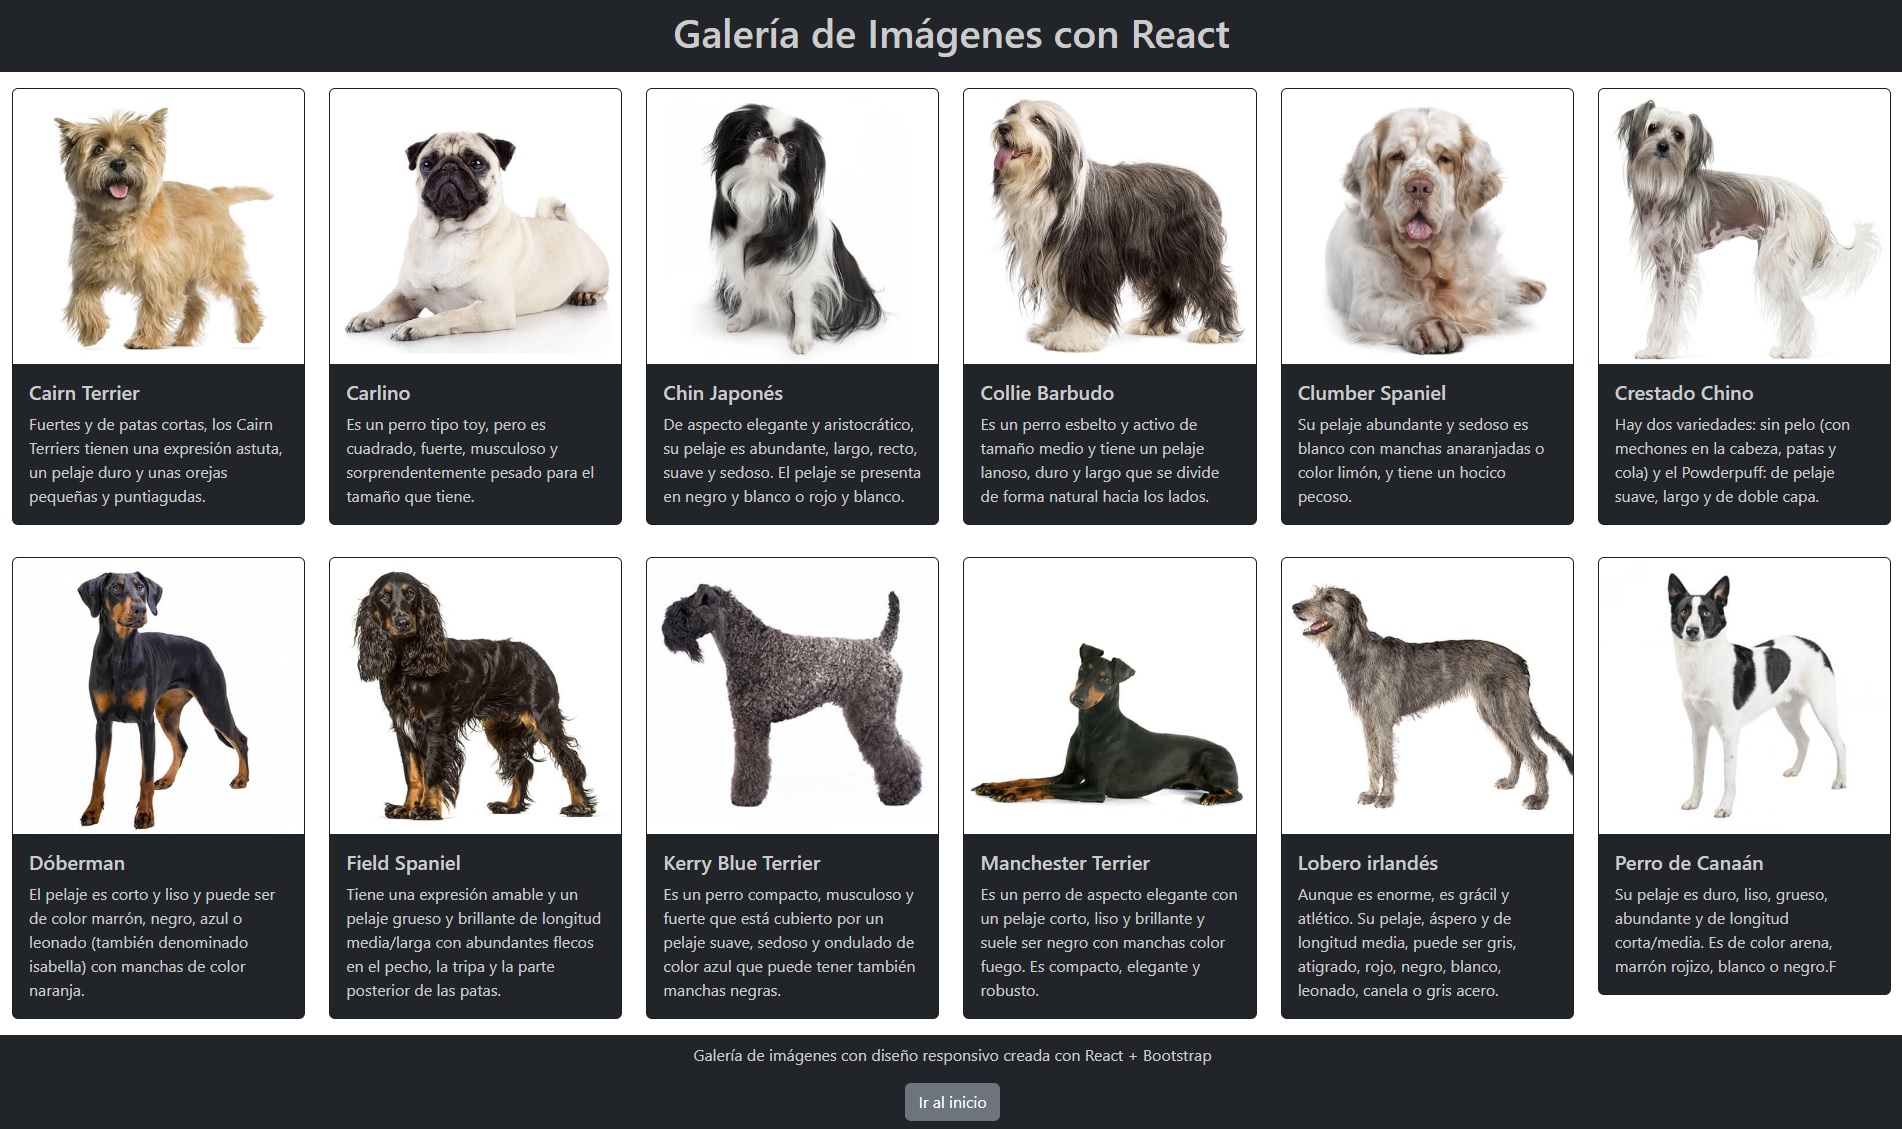 Galería de Imágenes con React
Cairn Terrier
Fuertes y de patas cortas, los Cairn
Terriers tienen una expresión astuta,
un pelaje duro y unas orejas
pequeñas y puntiagudas.
Carlino
Es un perro tipo toy, pero es
cuadrado, fuerte, musculoso y
sorprendentemente pesado para el
tamaño que tiene.
Chin Japonés
De aspecto elegante y aristocrático,
su pelaje es abundante, largo, recto,
suave y sedoso. El pelaje se presenta
en negro y blanco o rojo y blanco.
Collie Barbudo
Es un perro esbelto y activo de
tamaño medio y tiene un pelaje
lanoso, duro y largo que se divide
de forma natural hacia los lados.
Clumber Spaniel
Su pelaje abundante y sedoso es
blanco con manchas anaranjadas o
color limón, y tiene un hocico
pecoso.
Crestado Chino
Hay dos variedades: sin pelo (con
mechones en la cabeza, patas y
cola) y el Powderpuff: de pelaje
suave, largo y de doble capa.
Dóberman
El pelaje es corto y liso y puede ser
de color marrón, negro, azul o
leonado (también denominado
isabella) con manchas de color
naranja.
Field Spaniel
Tiene una expresión amable y un
pelaje grueso y brillante de longitud
media/larga con abundantes flecos
en el pecho, la tripa y la parte
posterior de las patas.
Kerry Blue Terrier
Es un perro compacto, musculoso y
fuerte que está cubierto por un
pelaje suave, sedoso y ondulado de
color azul que puede tener también
manchas negras.
Manchester Terrier
Es un perro de aspecto elegante con
un pelaje corto, liso y brillante y
suele ser negro con manchas color
fuego. Es compacto, elegante y
robusto.
Lobero irlandés
Aunque es enorme, es grácil y
atlético. Su pelaje, áspero y de
longitud media, puede ser gris,
atigrado, rojo, negro, blanco,
leonado, canela o gris acero.
Perro de Canaán
Su pelaje es duro, liso, grueso,
abundante y de longitud
corta/media. Es de color arena,
marrón rojizo, blanco o negro.F
Galería de imágenes con diseño responsivo creada con React + Bootstrap
Ir al inicio